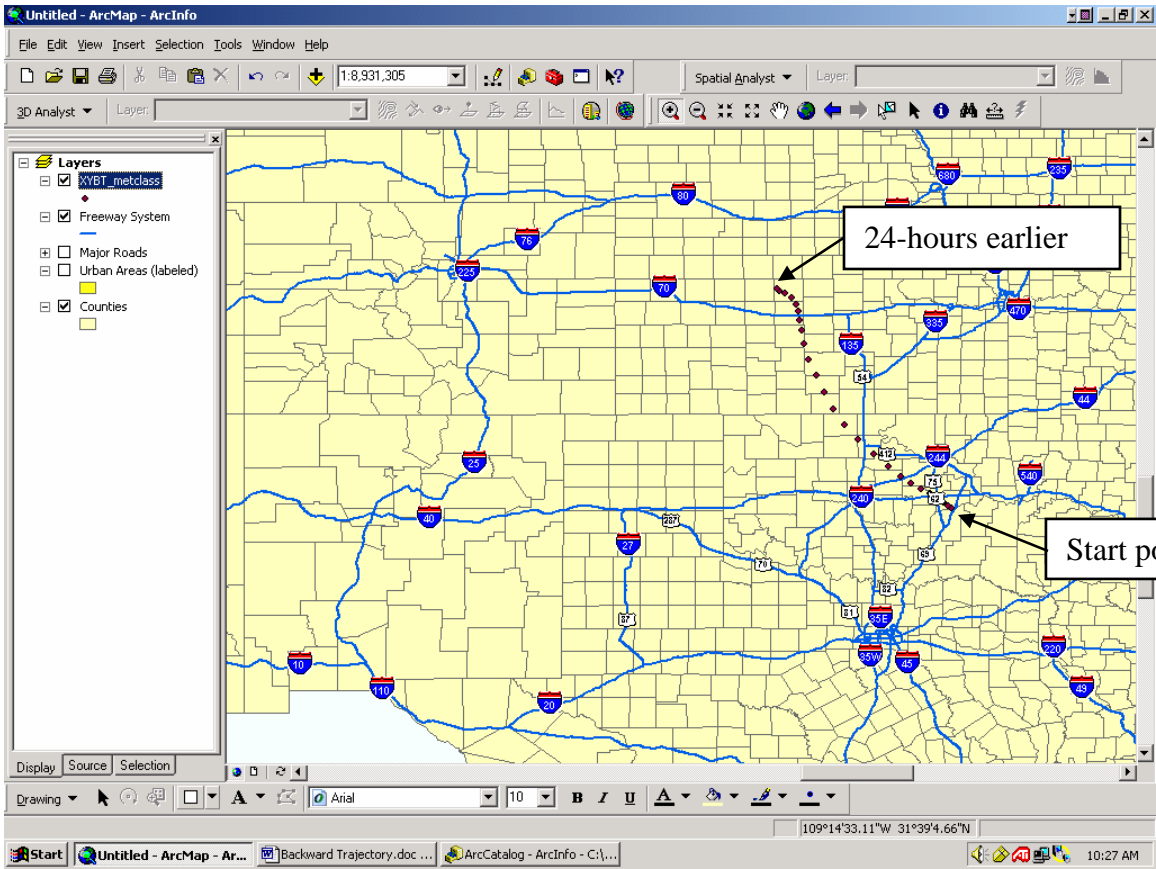 Untitled - ArcMap - ArcInfo
File Edit View Insert Selection Tools Window Help
1:8,931,305
Spatial Analyst Layer:
3D Analyst Layer:
Layers
XYBT_metclass
Freeway System
Major Roads
Urban Areas (labeled)
Counties
680
235
80
76
24-hours earlier
225
70
470
335
135
54
44
25
412
244
75
540
240
62
40
287
27
Start po
69
70
82
87
81
35E
10
35W
45
220
110
20
49
Display Source Selection
Drawing A Arial 10 B I U A
109°14'33.11"W 31°39'4.66"N
Start Untitled - ArcMap - Ar... Backward Trajectory.doc ... ArcCatalog - ArcInfo - C:\... 10:27 AM